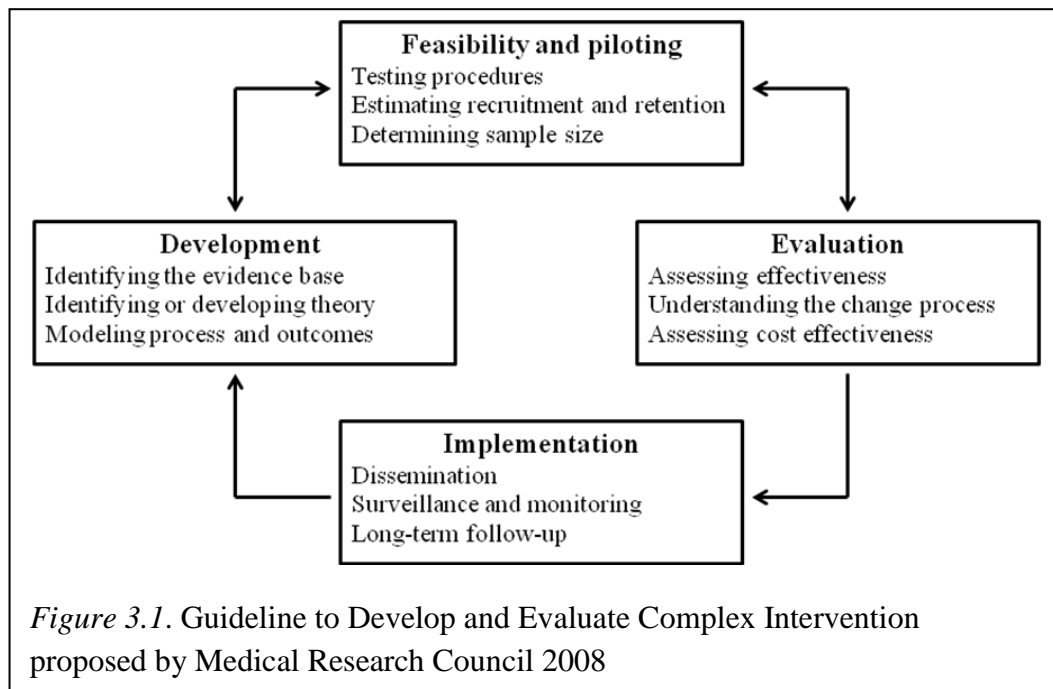 Feasibility and piloting
Testing procedures
Estimating recruitment and retention
Determining sample size
Development
Identifying the evidence base
Identifying or developing theory
Modeling process and outcomes
Evaluation
Assessing effectiveness
Understanding the change process
Assessing cost effectiveness
Implementation
Dissemination
Surveillance and monitoring
Long-term follow-up
Figure 3.1. Guideline to Develop and Evaluate Complex Intervention
proposed by Medical Research Council 2008